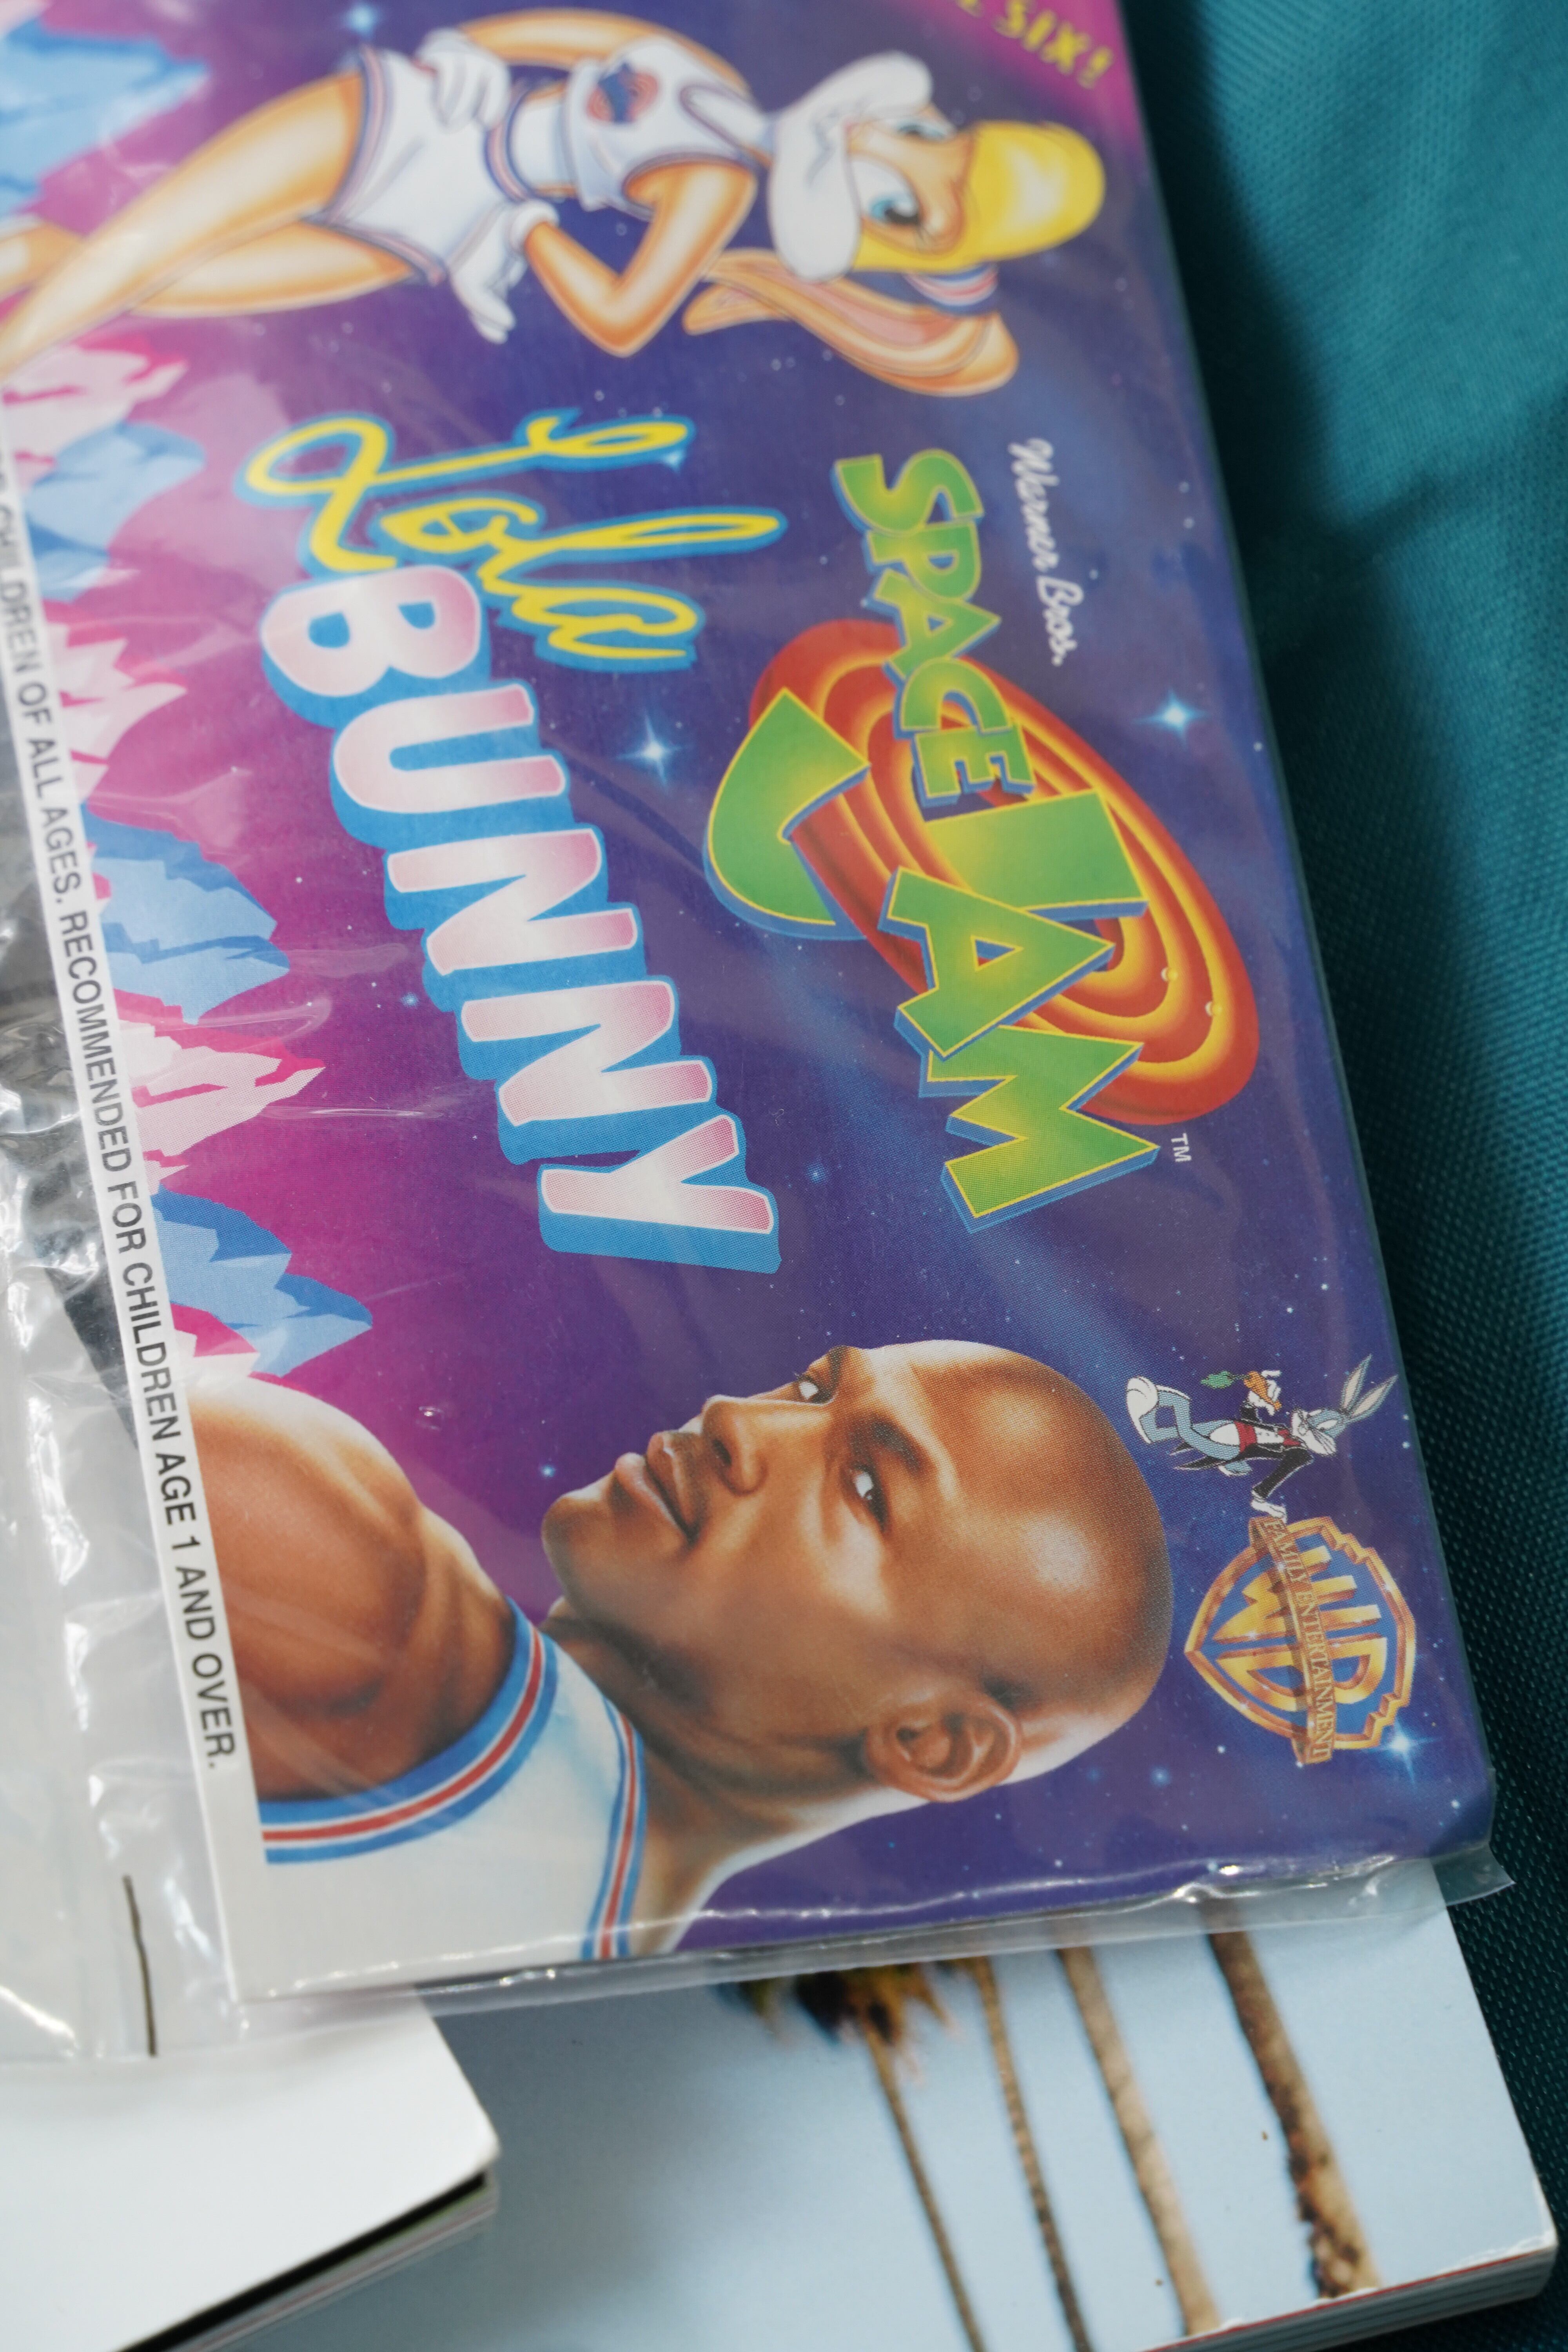 SIX!
Warner Bros.
SPACE
JAM
TM
Lola
BUNNY
WB
FAMILY ENTERTAINMENT
CHILDREN OF ALL AGES. RECOMMENDED FOR CHILDREN AGE 1 AND OVER.